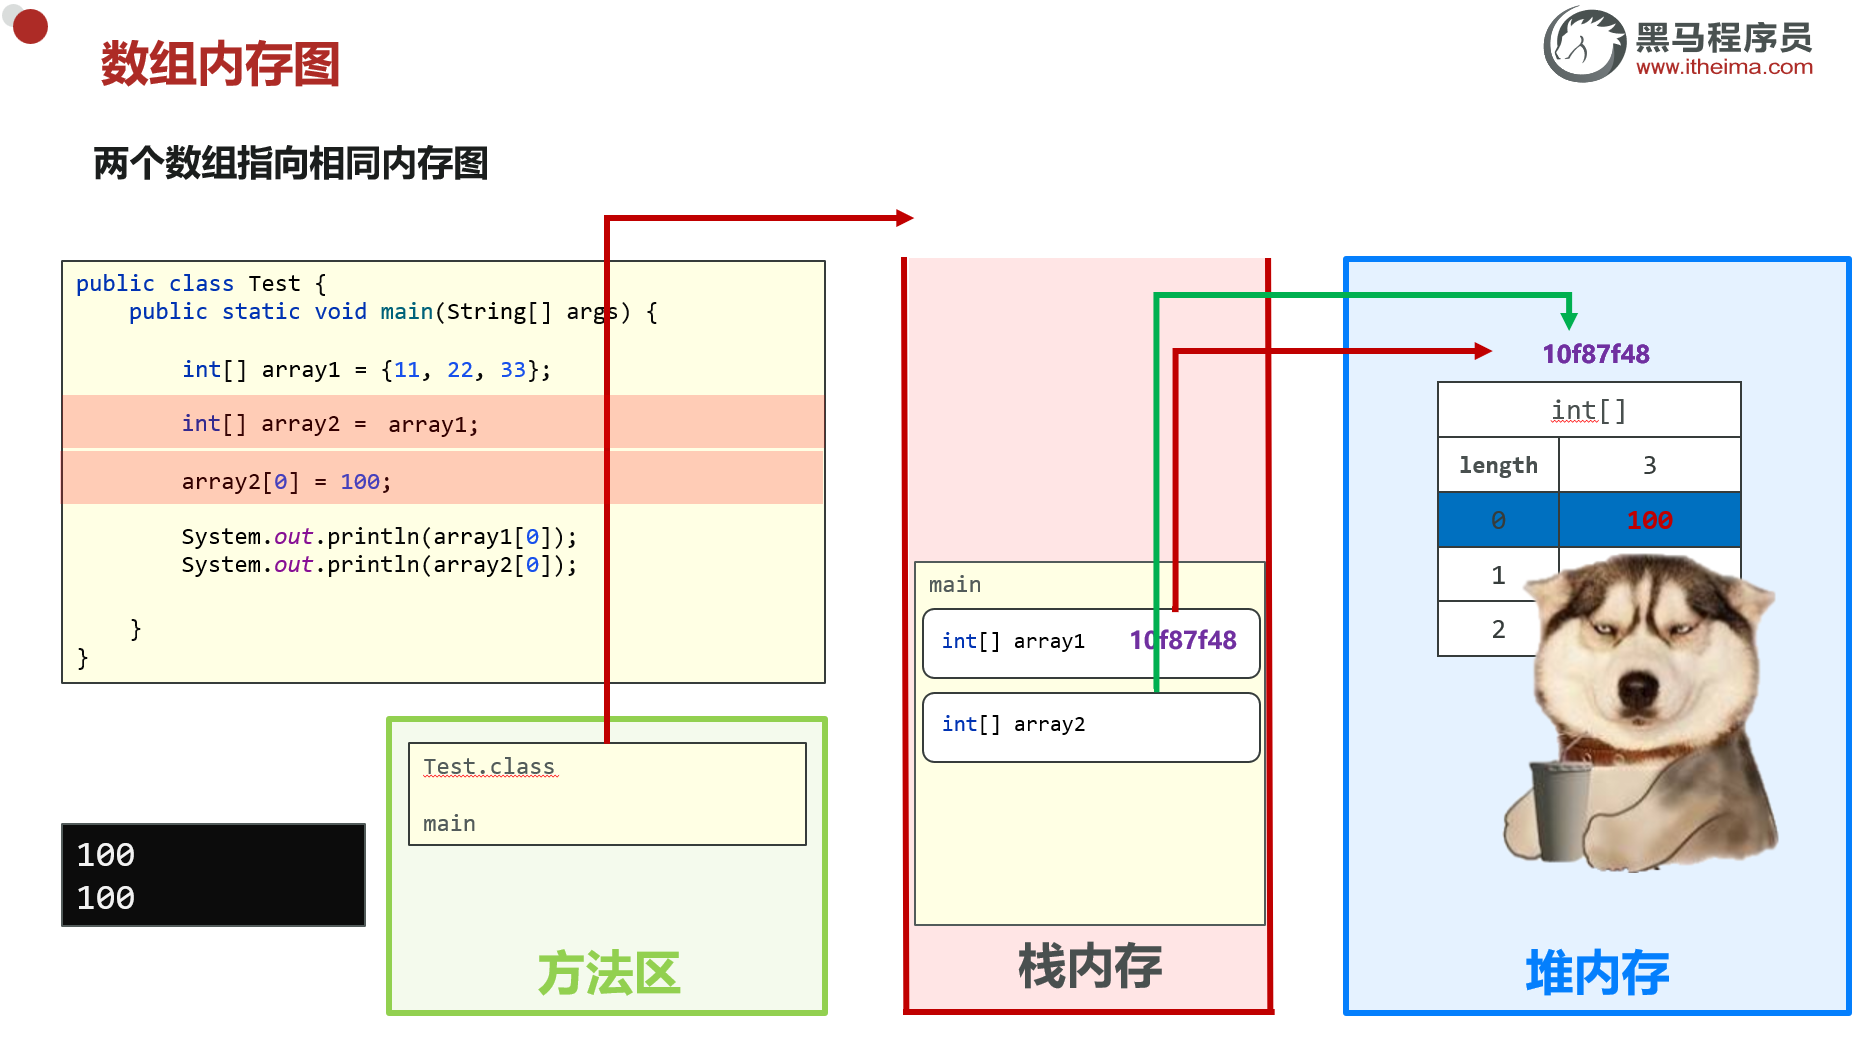 数组内存图
黑马程序员
www.itheima.com
两个数组指向相同内存图
public class Test {
public static void main(String[] args) {
int[] array1 = {11, 22, 33};
int[] array2 = array1;
array2[0] = 100;
System.out.println(array1[0]);
System.out.println(array2[0]);
}
}
100
100
Test.class
main
方法区
main
int[] array1 10f87f48
int[] array2
栈内存
10f87f48
int[]
length 3
0 100
1
2
堆内存